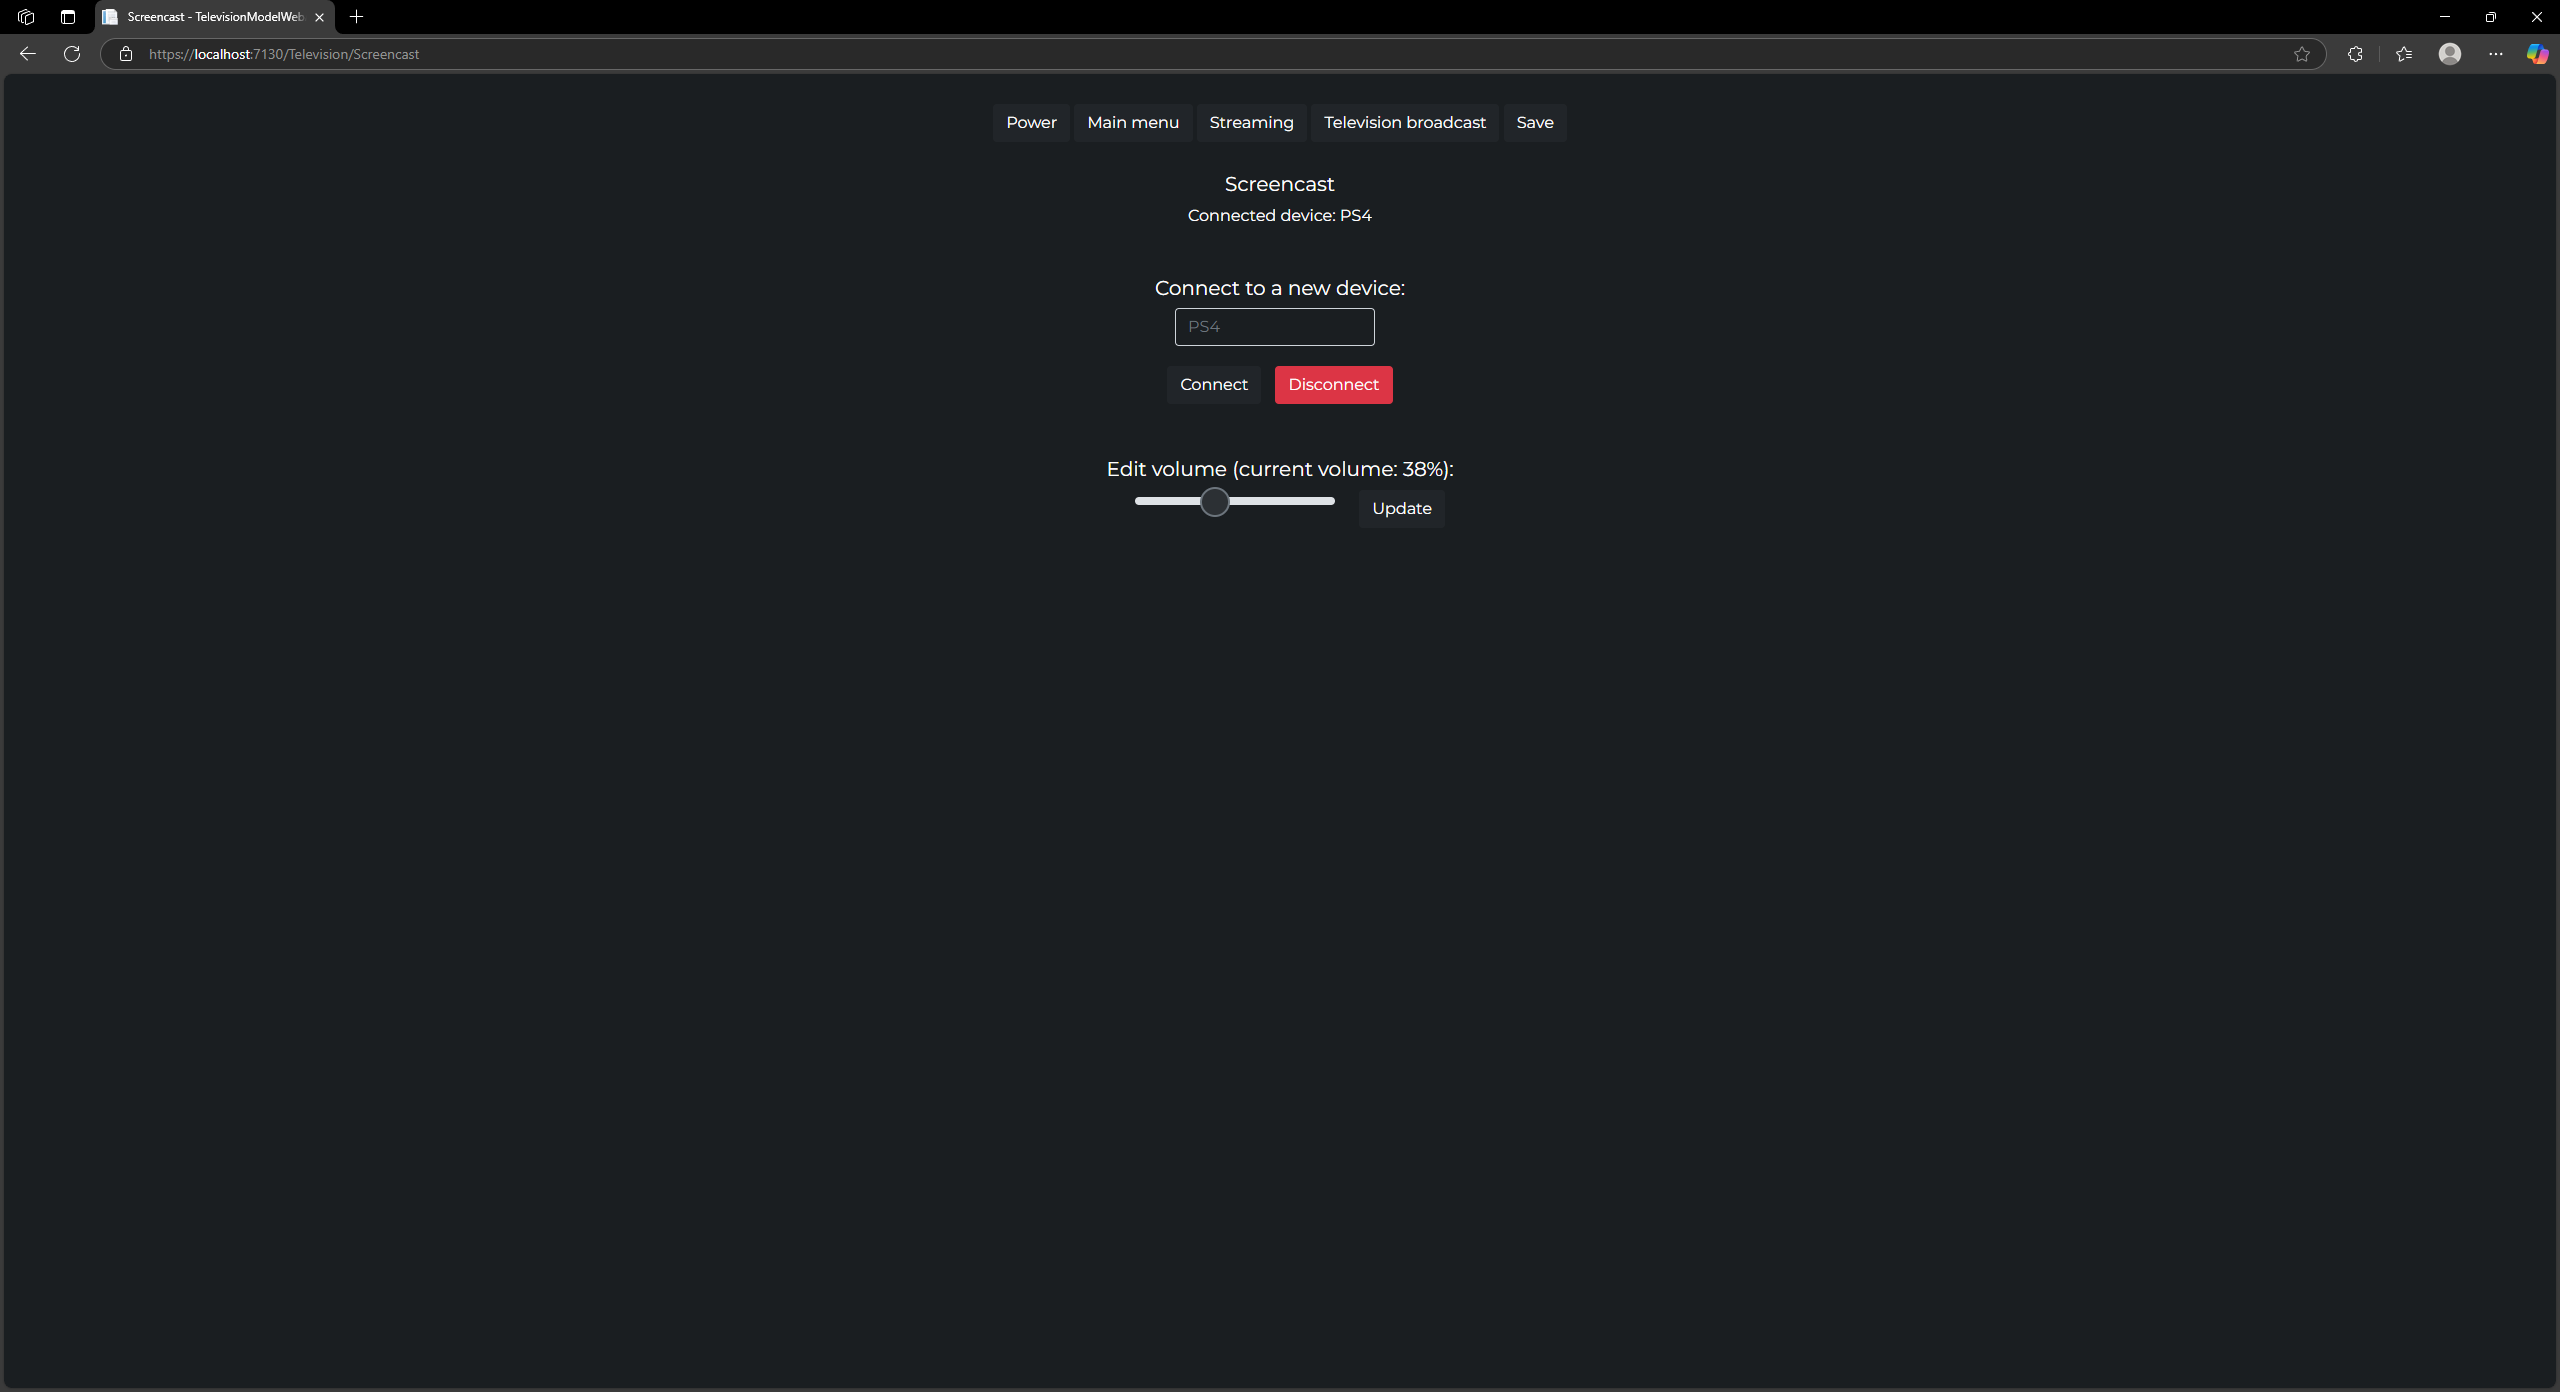 Screencast - TelevisionModelWeb
https://localhost:7130/Television/Screencast
Power Main menu Streaming Television broadcast Save
Screencast
Connected device: PS4
Connect to a new device:
PS4
Connect Disconnect
Edit volume (current volume: 38%):
Update